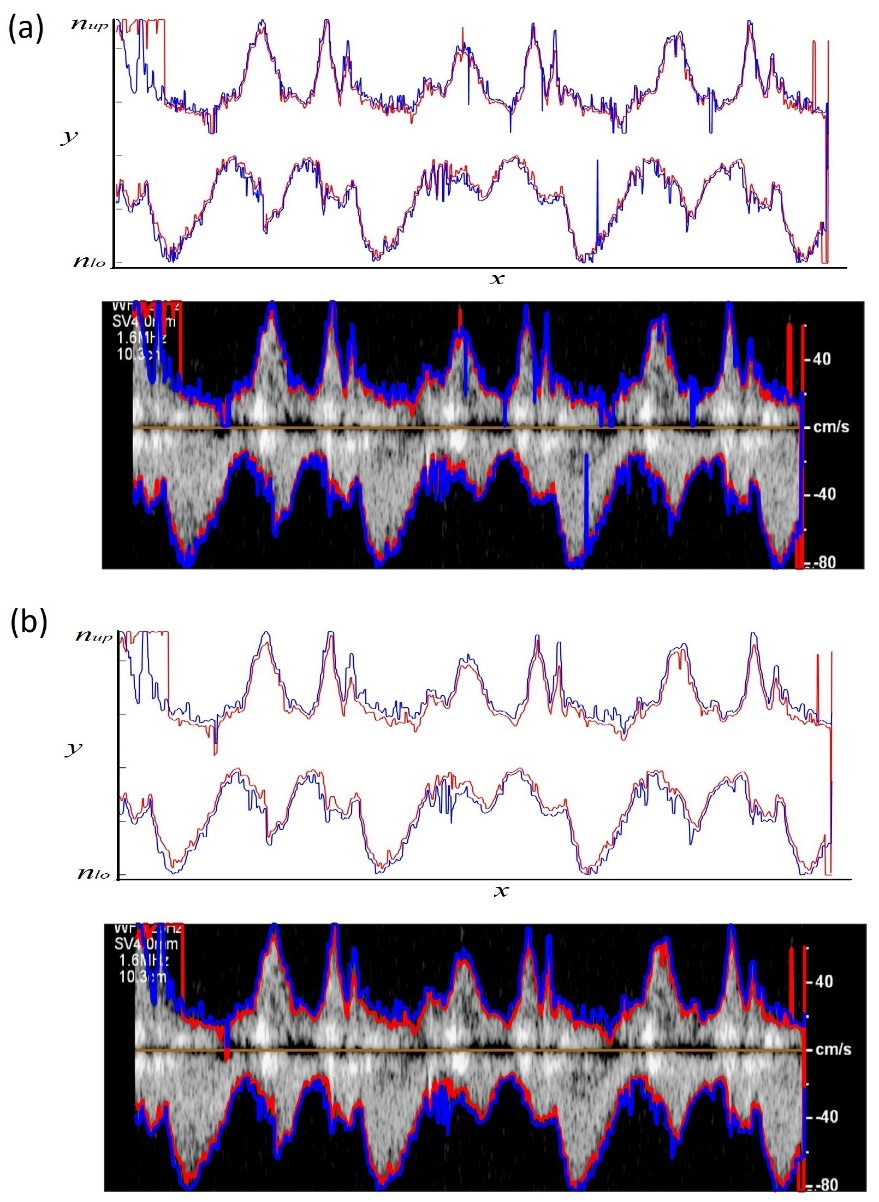 (a)
nup
y
nlo
x
SV4.0mm
1.6MHz
10.3cm
40
cm/s
-40
-80
(b)
nup
y
nlo
x
SV4.0mm
1.6MHz
10.3cm
40
cm/s
-40
-80